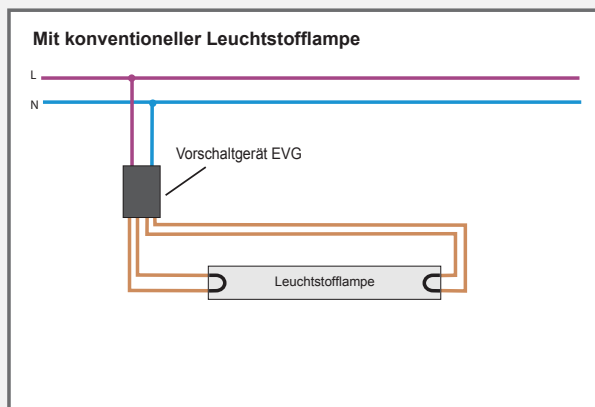 Mit konventioneller Leuchtstofflampe
L
N
Vorschaltgerät EVG
Leuchtstofflampe